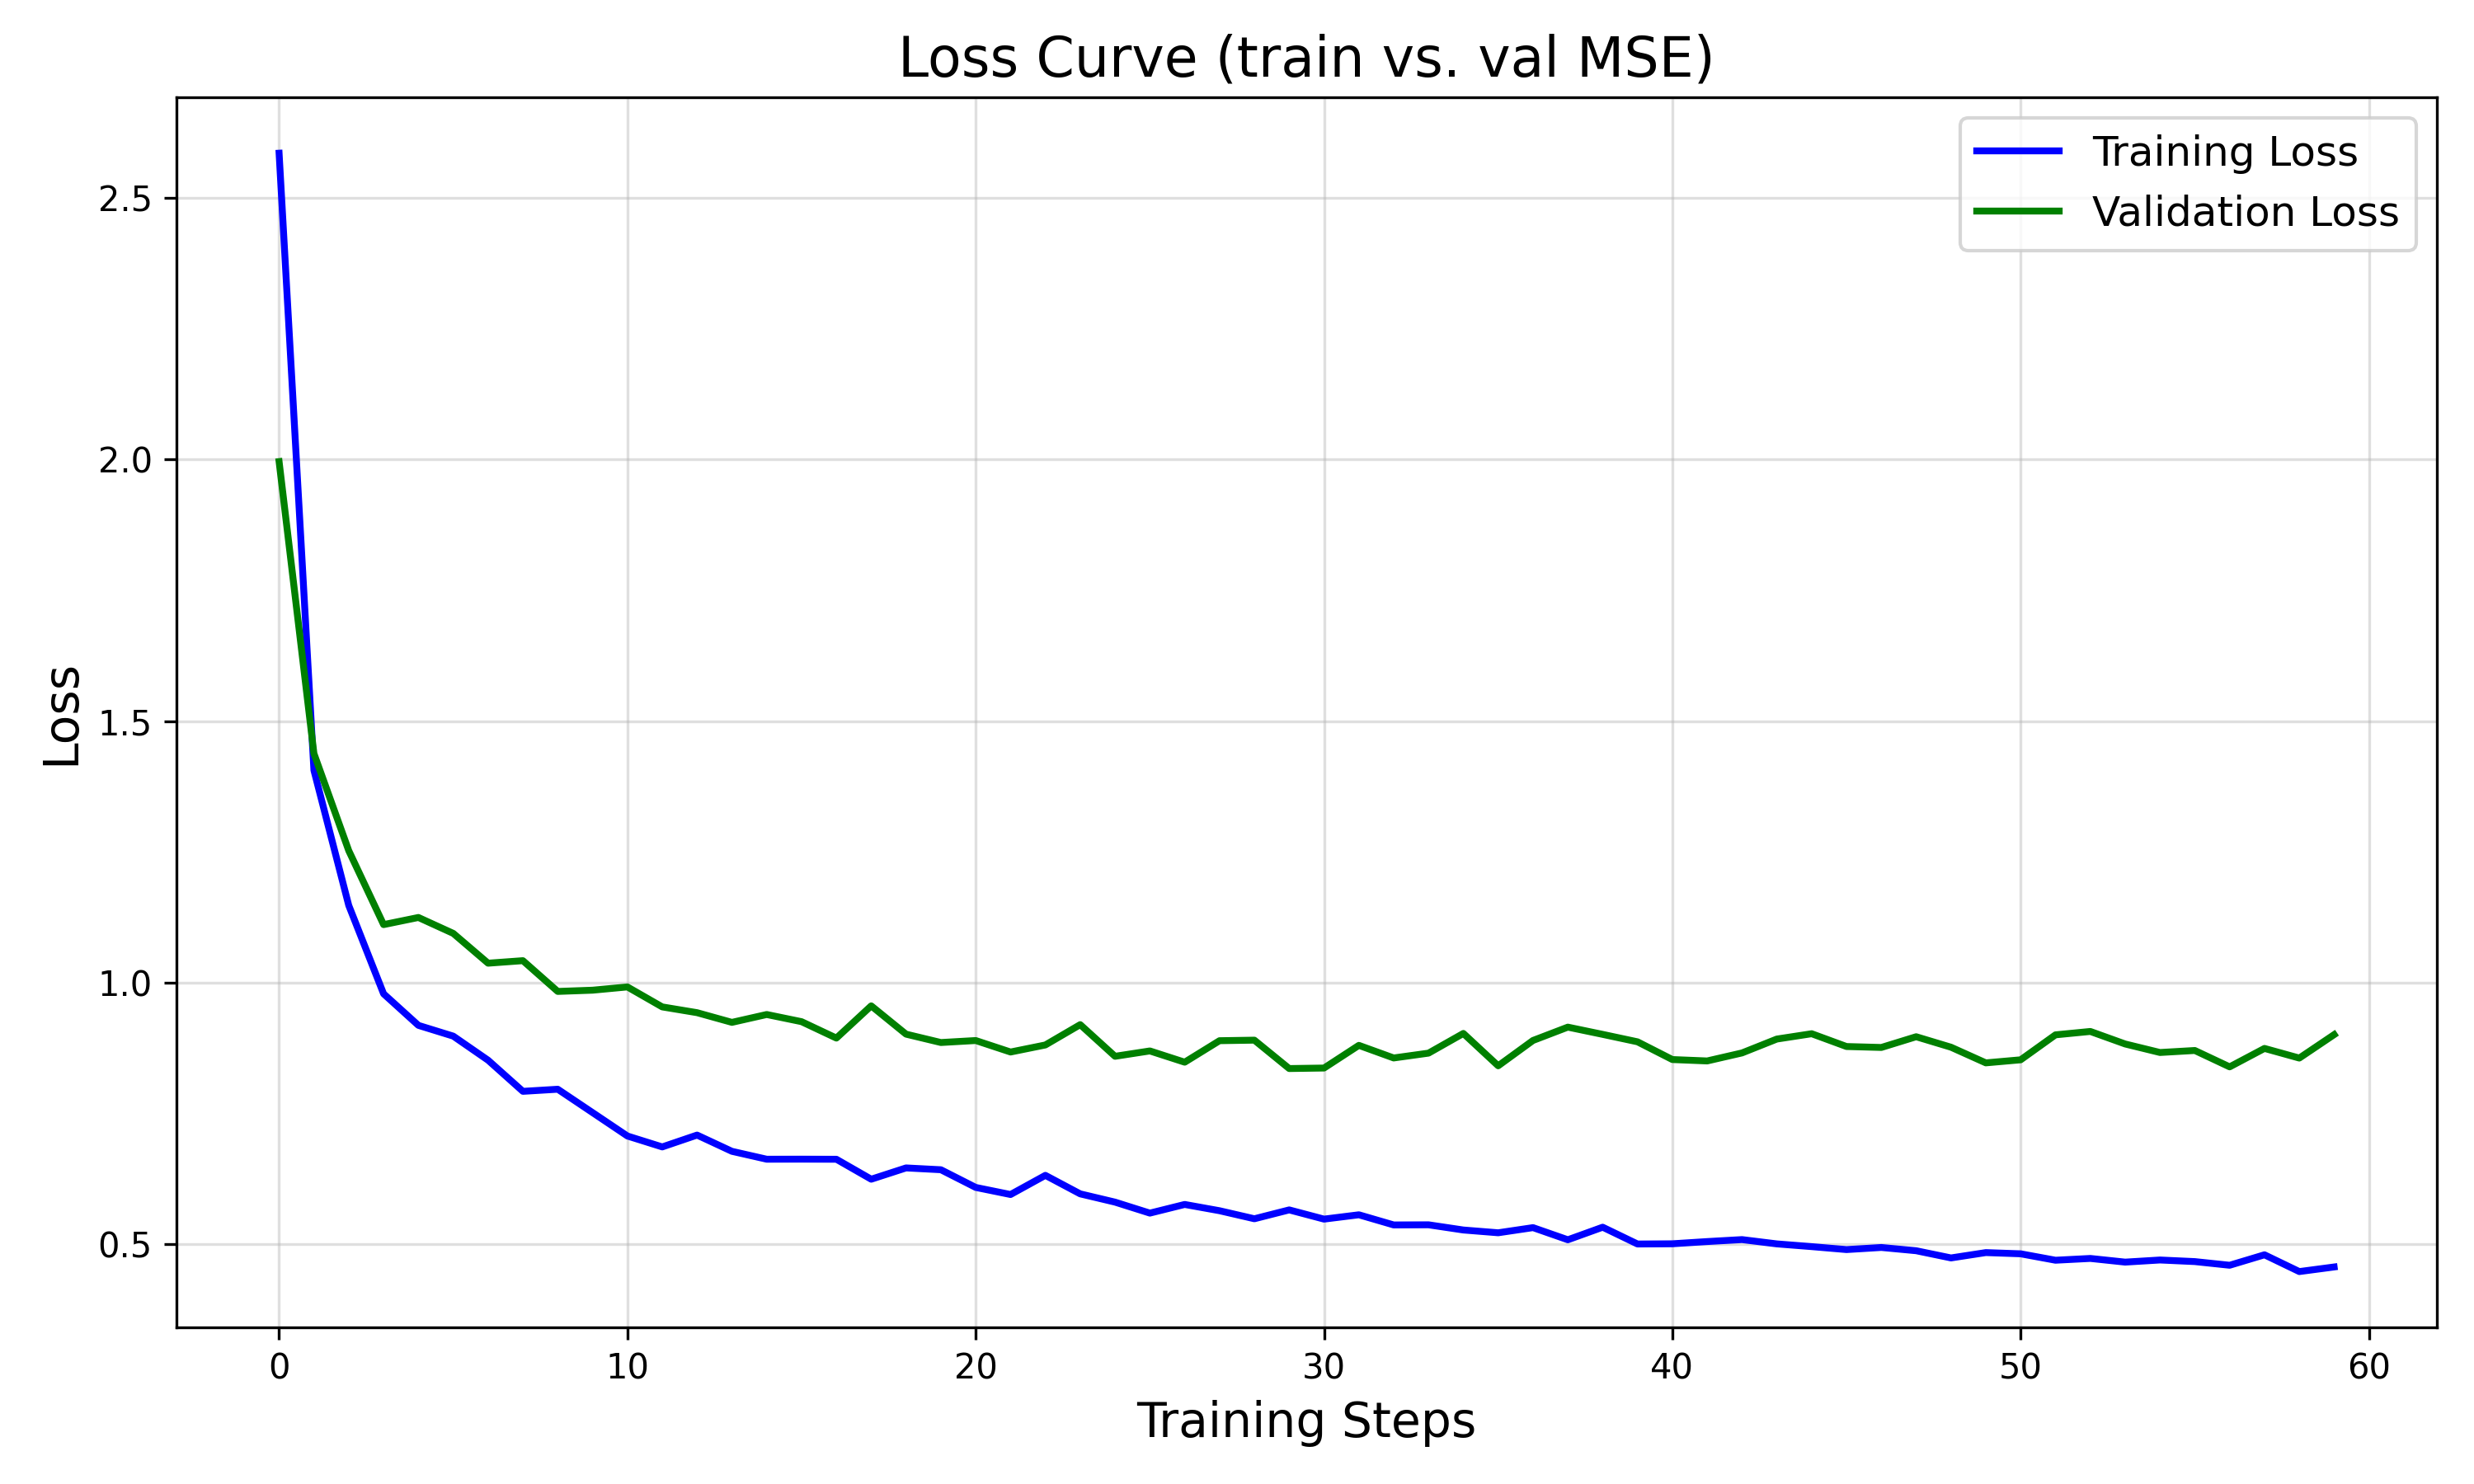 Loss Curve (train vs. val MSE)
Training Loss
Validation Loss
2.5
2.0
1.5
1.0
0.5
Loss
0 10 20 30 40 50 60
Training Steps